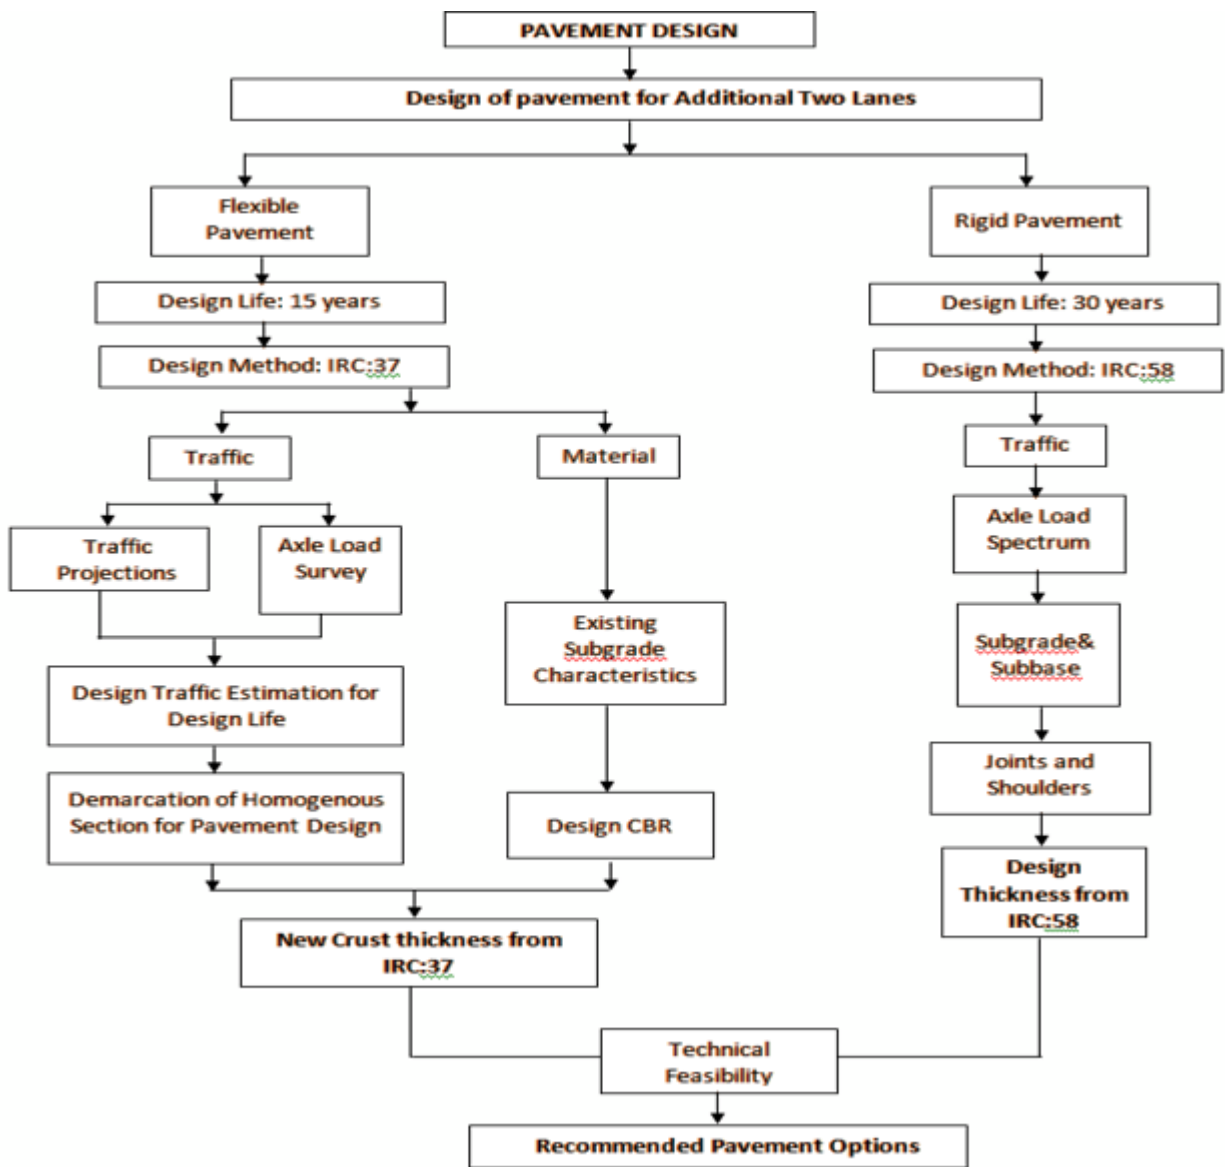 PAVEMENT DESIGN
Design of pavement for Additional Two Lanes
Flexible
Pavement
Rigid Pavement
Design Life: 15 years
Design Life: 30 years
Design Method: IRC:37
Design Method: IRC:58
Traffic
Material
Traffic
Traffic
Projections
Axle Load
Survey
Axle Load
Spectrum
Existing
Subgrade
Characteristics
Subgrade&
Subbase
Design Traffic Estimation for
Design Life
Joints and
Shoulders
Demarcation of Homogenous
Section for Pavement Design
Design CBR
Design
Thickness from
IRC:58
New Crust thickness from
IRC:37
Technical
Feasibility
Recommended Pavement Options